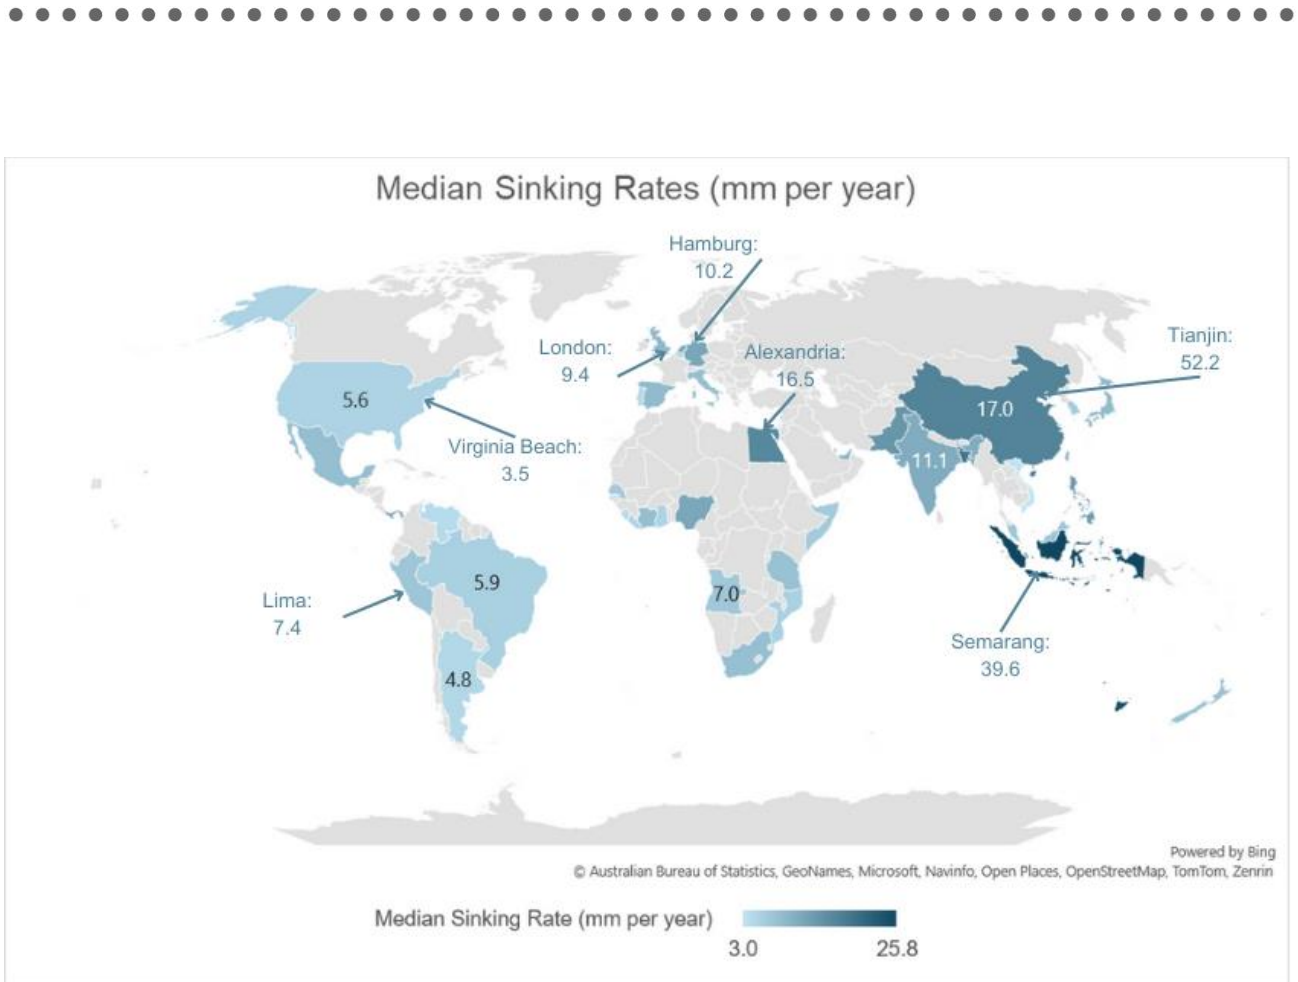 Median Sinking Rates (mm per year)
Hamburg:
10.2
London:
9.4
Alexandria:
16.5
Tianjin:
52.2
5.6
17.0
Virginia Beach:
3.5
11.1
5.9
7.0
Lima:
7.4
Semarang:
39.6
4.8
Powered by Bing
© Australian Bureau of Statistics, GeoNames, Microsoft, Navinfo, Open Places, OpenStreetMap, TomTom, Zenrin
Median Sinking Rate (mm per year)
3.0 25.8